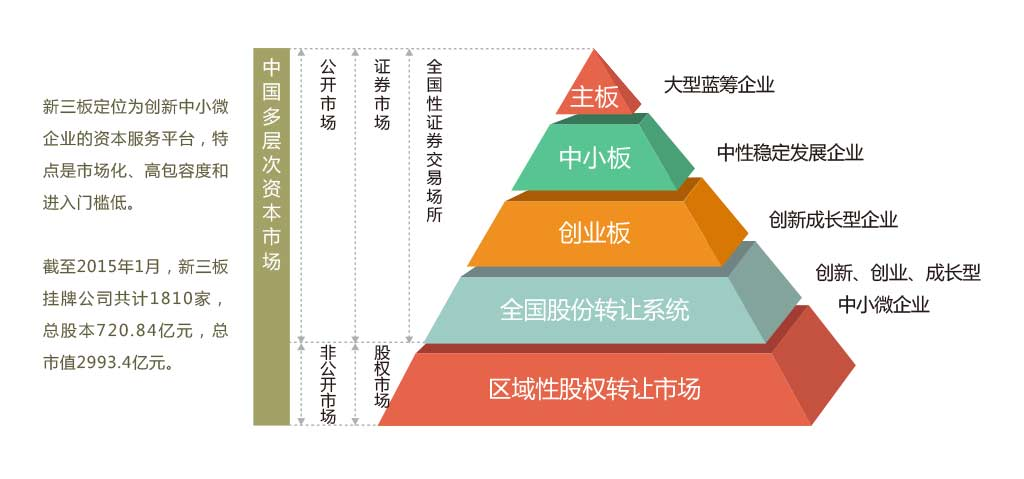 新三板定位为创新中小微
企业的资本服务平台，特
点是市场化、高包容度和
进入门槛低。
截至2015年1月，新三板
挂牌公司共计1810家，
总股本720.84亿元，总
市值2993.4亿元。
中国多层次资本市场
公开市场
证券市场
全国性证券交易场所
非公开市场
股权市场
主板
大型蓝筹企业
中小板
中性稳定发展企业
创业板
创新成长型企业
全国股份转让系统
创新、创业、成长型
中小微企业
区域性股权转让市场